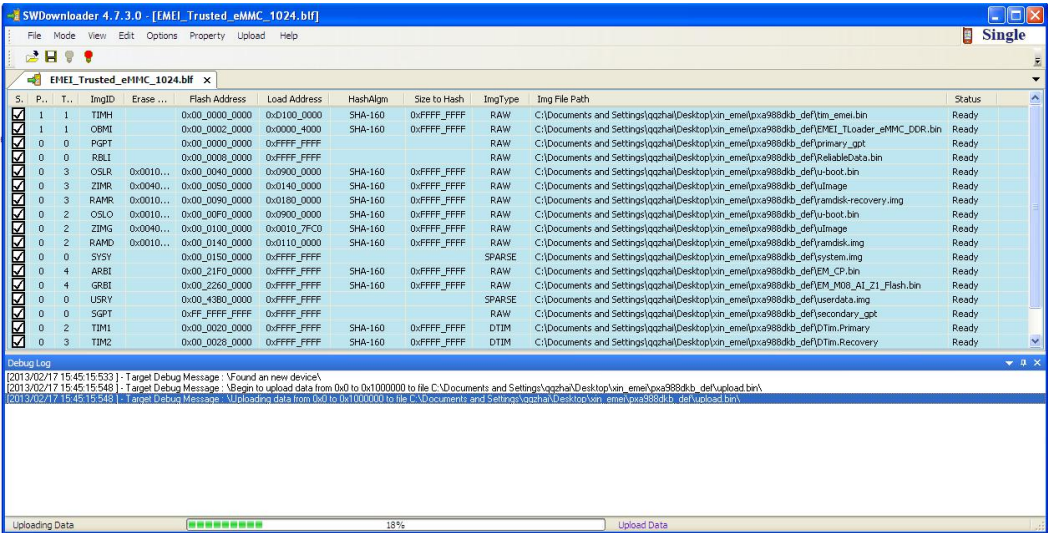 SWDownloader 4.7.3.0 - [EMEI_Trusted_eMMC_1024.blf]
File Mode View Edit Options Property Upload Help
Single
EMEI_Trusted_eMMC_1024.blf x
S. P.. T.. ImgID Erase ... Flash Address Load Address HashAlgm Size to Hash ImgType Img File Path Status
1 1 TIMH 0x00_0000_0000 0xD100_0000 SHA-160 0xFFFF_FFFF RAW C:\Documents and Settings\qqzhai\Desktop\xin_emei\pxa988dkb_def\tim_emei.bin Ready
1 1 OBMI 0x00_0002_0000 0x0000_4000 SHA-160 0xFFFF_FFFF RAW C:\Documents and Settings\qqzhai\Desktop\xin_emei\pxa988dkb_def\EMEI_TLoader_eMMC_DDR.bin Ready
0 0 PGPT 0x00_0000_0000 0xFFFF_FFFF RAW C:\Documents and Settings\qqzhai\Desktop\xin_emei\pxa988dkb_def\primary_gpt Ready
0 0 RBLI 0x00_0008_0000 0xFFFF_FFFF RAW C:\Documents and Settings\qqzhai\Desktop\xin_emei\pxa988dkb_def\ReliableData.bin Ready
0 3 OSLR 0x0010... 0x00_0040_0000 0x0900_0000 SHA-160 0xFFFF_FFFF RAW C:\Documents and Settings\qqzhai\Desktop\xin_emei\pxa988dkb_def\u-boot.bin Ready
0 3 ZIMR 0x0040... 0x00_0050_0000 0x0140_0000 SHA-160 0xFFFF_FFFF RAW C:\Documents and Settings\qqzhai\Desktop\xin_emei\pxa988dkb_def\uImage Ready
0 3 RAMR 0x0010... 0x00_0090_0000 0x0180_0000 SHA-160 0xFFFF_FFFF RAW C:\Documents and Settings\qqzhai\Desktop\xin_emei\pxa988dkb_def\ramdisk-recovery.img Ready
0 2 OSLO 0x0010... 0x00_00F0_0000 0x0900_0000 SHA-160 0xFFFF_FFFF RAW C:\Documents and Settings\qqzhai\Desktop\xin_emei\pxa988dkb_def\u-boot.bin Ready
0 2 ZIMG 0x0040... 0x00_0100_0000 0x0010_7FC0 SHA-160 0xFFFF_FFFF RAW C:\Documents and Settings\qqzhai\Desktop\xin_emei\pxa988dkb_def\uImage Ready
0 2 RAMD 0x0010... 0x00_0140_0000 0x0110_0000 SHA-160 0xFFFF_FFFF RAW C:\Documents and Settings\qqzhai\Desktop\xin_emei\pxa988dkb_def\ramdisk.img Ready
0 0 SYSY 0x00_0150_0000 0xFFFF_FFFF SPARSE C:\Documents and Settings\qqzhai\Desktop\xin_emei\pxa988dkb_def\system.img Ready
0 4 ARBI 0x00_21F0_0000 0xFFFF_FFFF SHA-160 0xFFFF_FFFF RAW C:\Documents and Settings\qqzhai\Desktop\xin_emei\pxa988dkb_def\EM_CP.bin Ready
0 4 GRBI 0x00_2260_0000 0xFFFF_FFFF SHA-160 0xFFFF_FFFF RAW C:\Documents and Settings\qqzhai\Desktop\xin_emei\pxa988dkb_def\EM_M08_AI_Z1_Flash.bin Ready
0 0 USRY 0x00_43B0_0000 0xFFFF_FFFF SPARSE C:\Documents and Settings\qqzhai\Desktop\xin_emei\pxa988dkb_def\userdata.img Ready
0 0 SGPT 0xFF_FFFF_FFFF 0xFFFF_FFFF RAW C:\Documents and Settings\qqzhai\Desktop\xin_emei\pxa988dkb_def\secondary_gpt Ready
0 2 TIM1 0x00_0020_0000 0xFFFF_FFFF SHA-160 0xFFFF_FFFF DTIM C:\Documents and Settings\qqzhai\Desktop\xin_emei\pxa988dkb_def\DTim.Primary Ready
0 3 TIM2 0x00_0028_0000 0xFFFF_FFFF SHA-160 0xFFFF_FFFF DTIM C:\Documents and Settings\qqzhai\Desktop\xin_emei\pxa988dkb_def\DTim.Recovery Ready
Debug Log
[2013/02/17 15:45:15:533 ] - Target Debug Message : \Found an new device\
[2013/02/17 15:45:15:548 ] - Target Debug Message : \Begin to upload data from 0x0 to 0x1000000 to file C:\Documents and Settings\qqzhai\Desktop\xin_emei\pxa988dkb_def\upload.bin\
[2013/02/17 15:45:15:548 ] - Target Debug Message : \Uploading data from 0x0 to 0x1000000 to file C:\Documents and Settings\qqzhai\Desktop\xin_emei\pxa988dkb_def\upload.bin\
Uploading Data 18% Upload Data